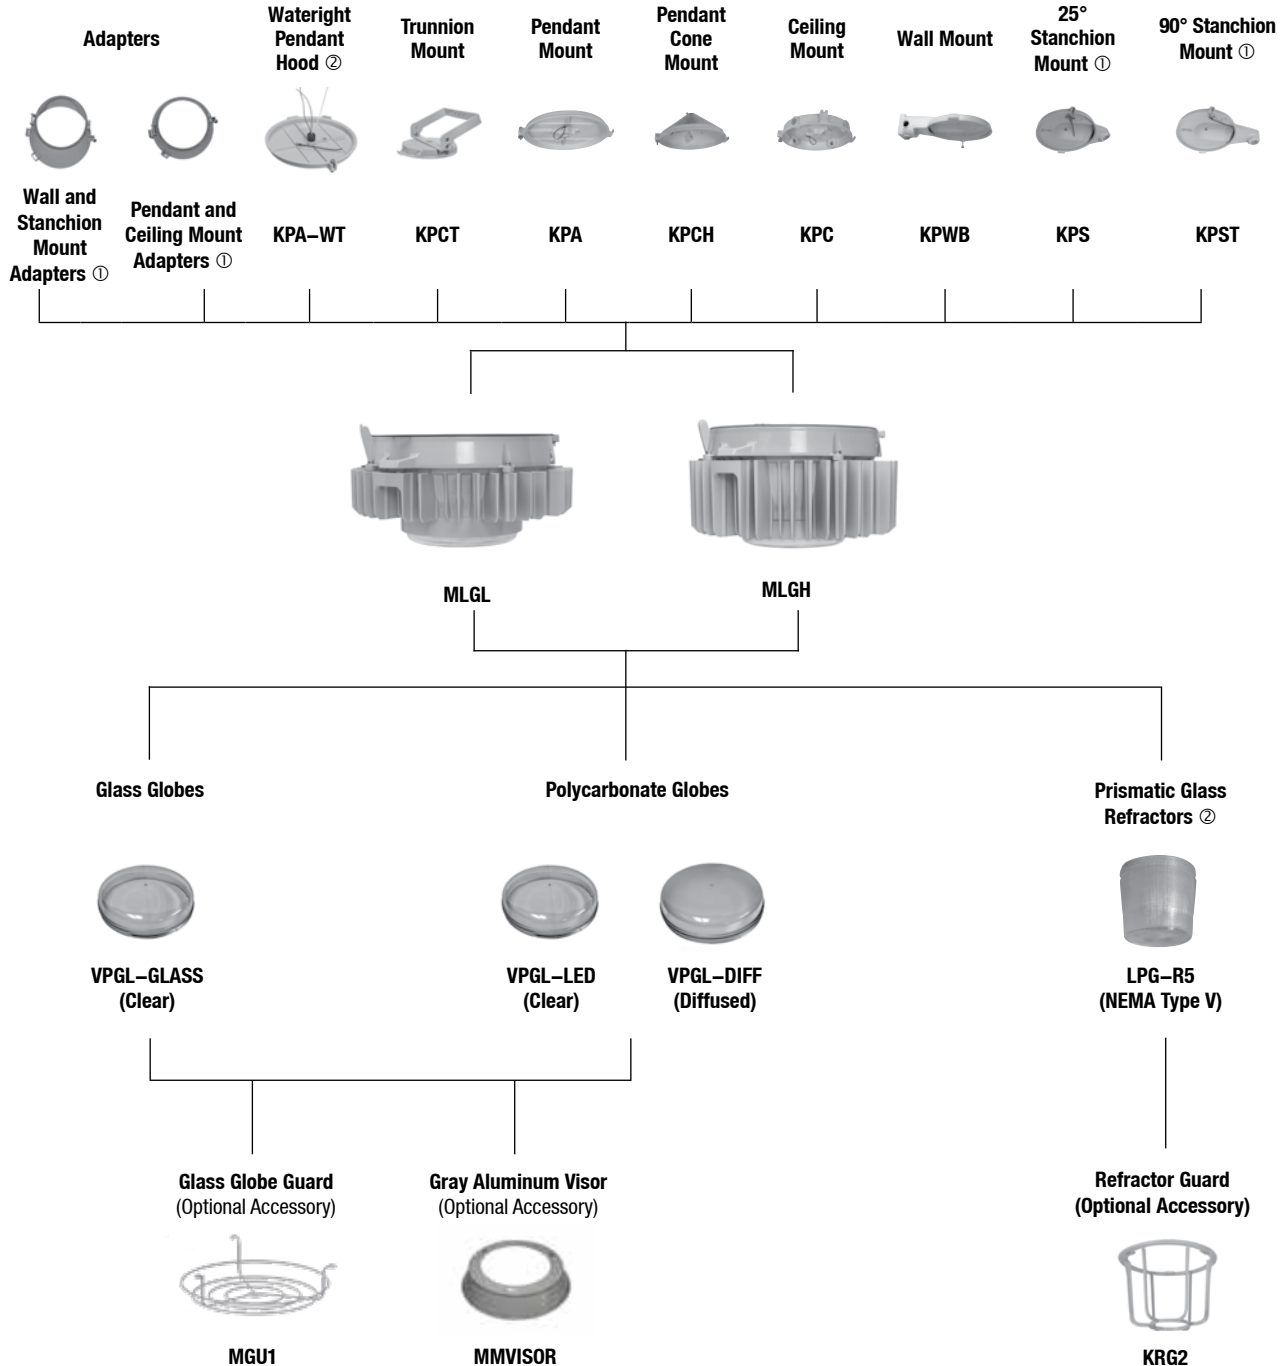 Adapters
Wateright
Pendant
Hood ②
Trunnion
Mount
Pendant
Mount
Pendant
Cone
Mount
Ceiling
Mount
Wall Mount
25°
Stanchion
Mount ①
90° Stanchion
Mount ①
Wall and
Stanchion
Mount
Adapters ①
Pendant and
Ceiling Mount
Adapters ①
KPA–WT
KPCT
KPA
KPCH
KPC
KPWB
KPS
KPST
MLGL
MLGH
Glass Globes
Polycarbonate Globes
Prismatic Glass
Refractors ②
VPGL–GLASS
(Clear)
VPGL–LED
(Clear)
VPGL–DIFF
(Diffused)
LPG–R5
(NEMA Type V)
Glass Globe Guard
(Optional Accessory)
Gray Aluminum Visor
(Optional Accessory)
Refractor Guard
(Optional Accessory)
MGU1
MMVISOR
KRG2